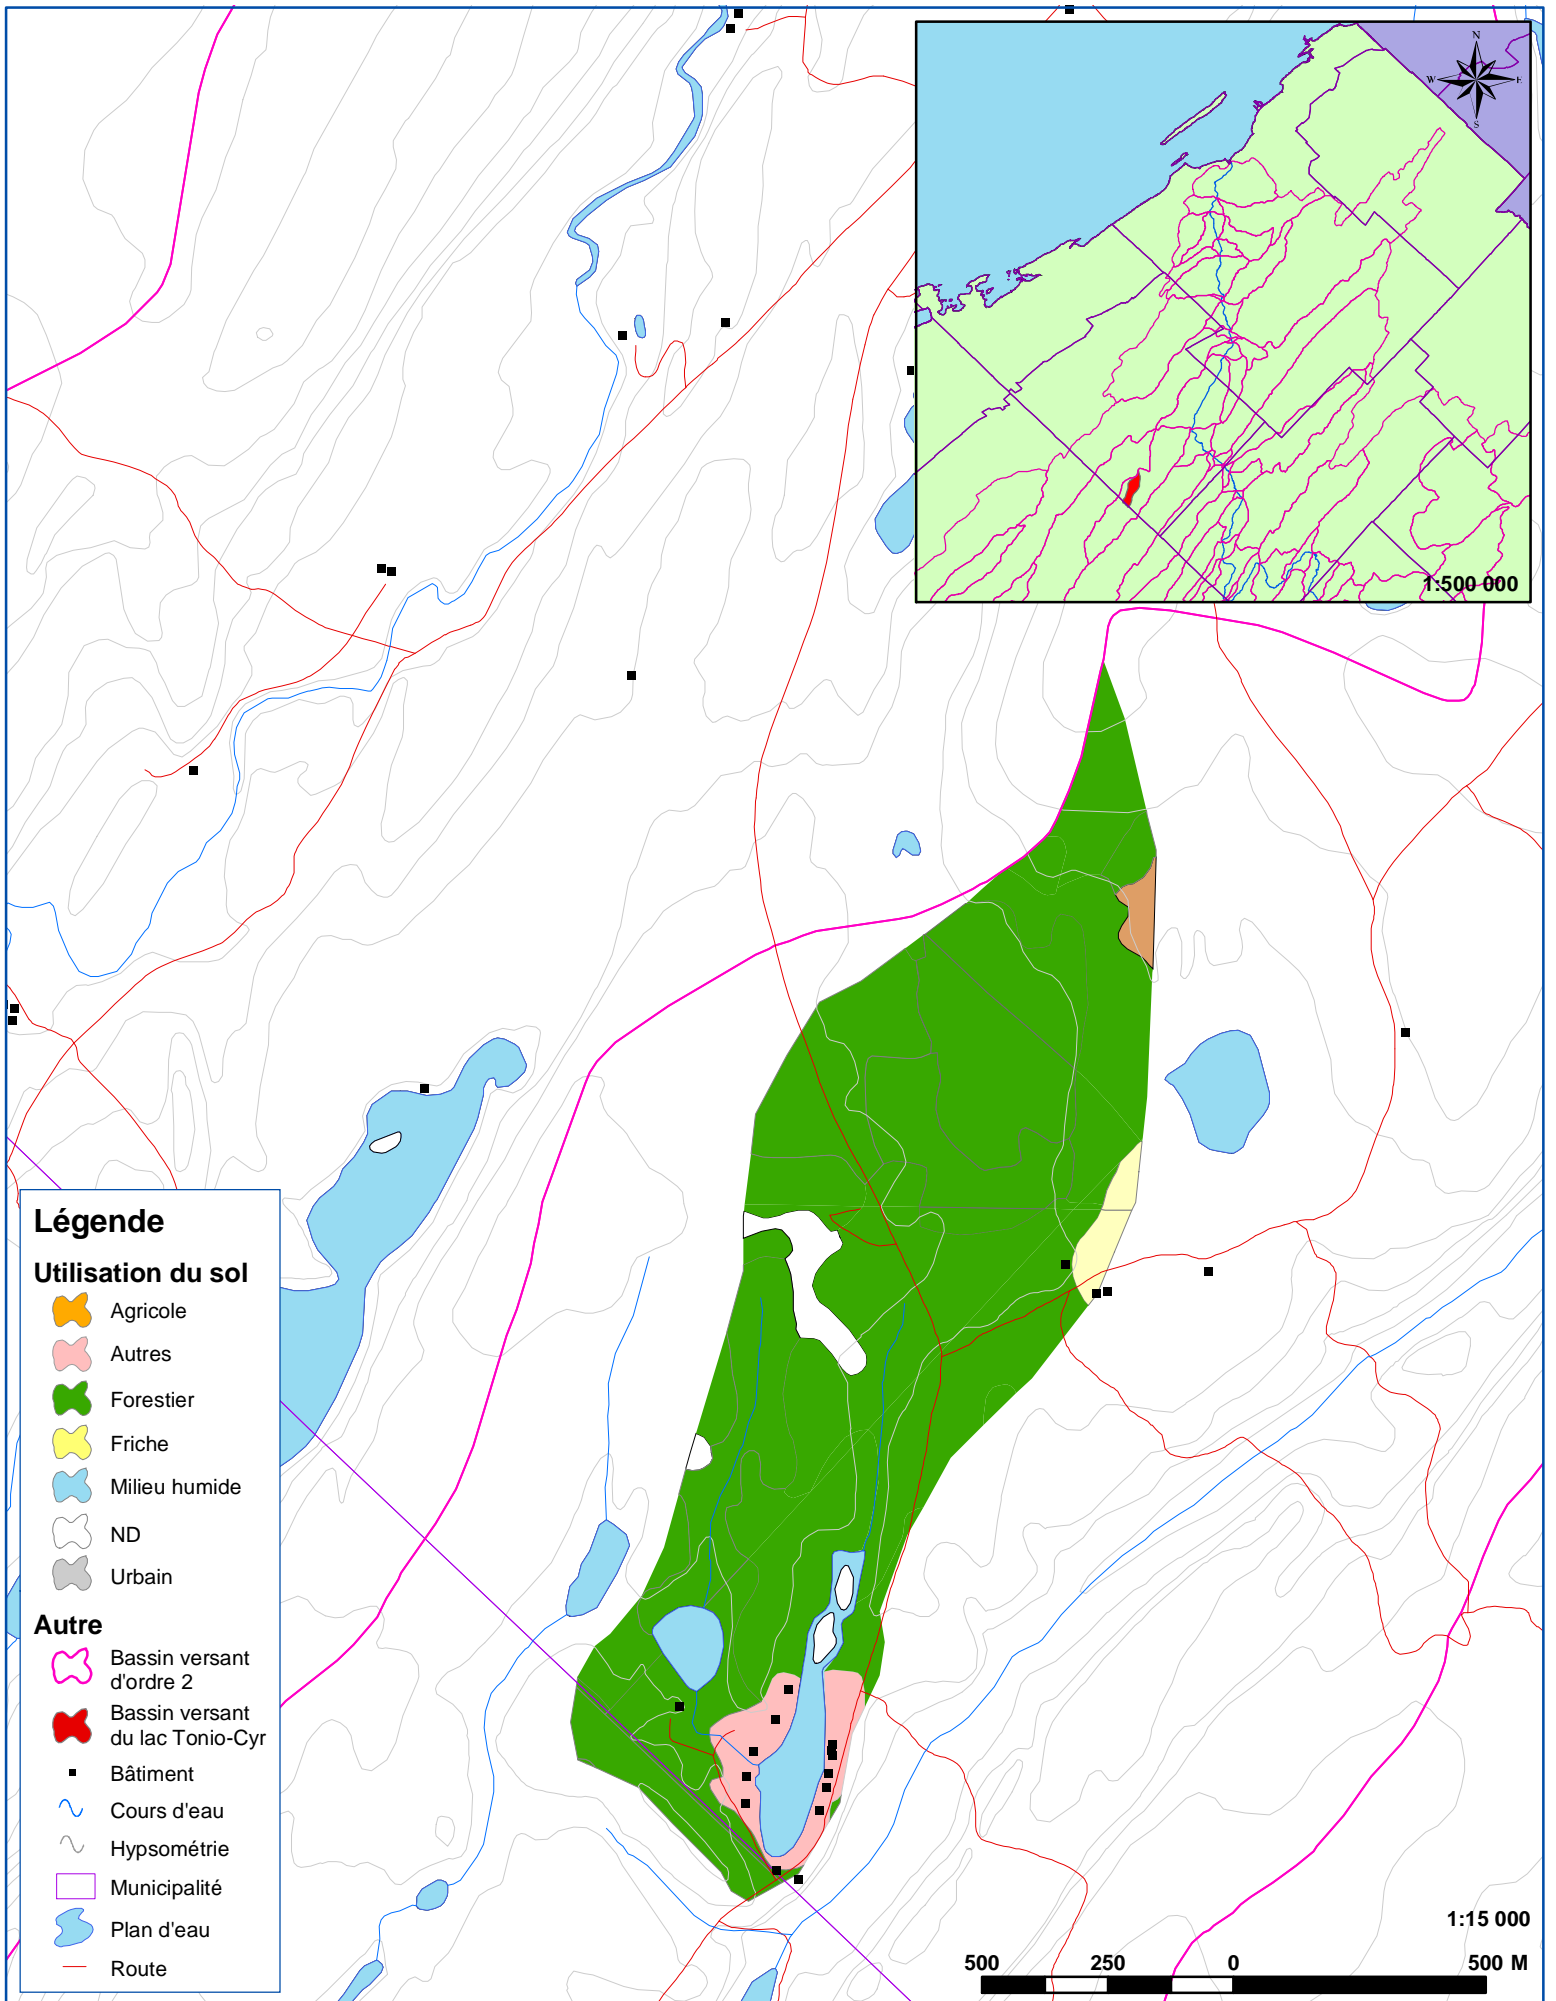 N
W
E
S
1:500 000
Légende
Utilisation du sol
Agricole
Autres
Forestier
Friche
Milieu humide
ND
Urbain
Autre
Bassin versant
d'ordre 2
Bassin versant
du lac Tonio-Cyr
Bâtiment
Cours d'eau
Hypsométrie
Municipalité
Plan d'eau
Route
1:15 000
500 250 0 500 M